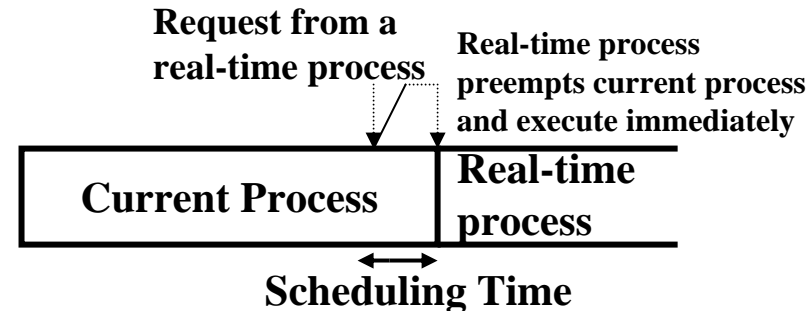 Request from a
real-time process
Real-time process
preempts current process
and execute immediately
Current Process
Real-time
process
Scheduling Time